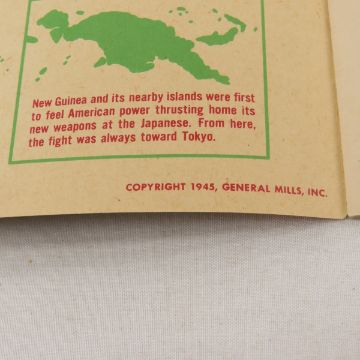 New Guinea and its nearby islands were first
to feel American power thrusting home its
new weapons at the Japanese. From here,
the fight was always toward Tokyo.
COPYRIGHT 1945, GENERAL MILLS, INC.